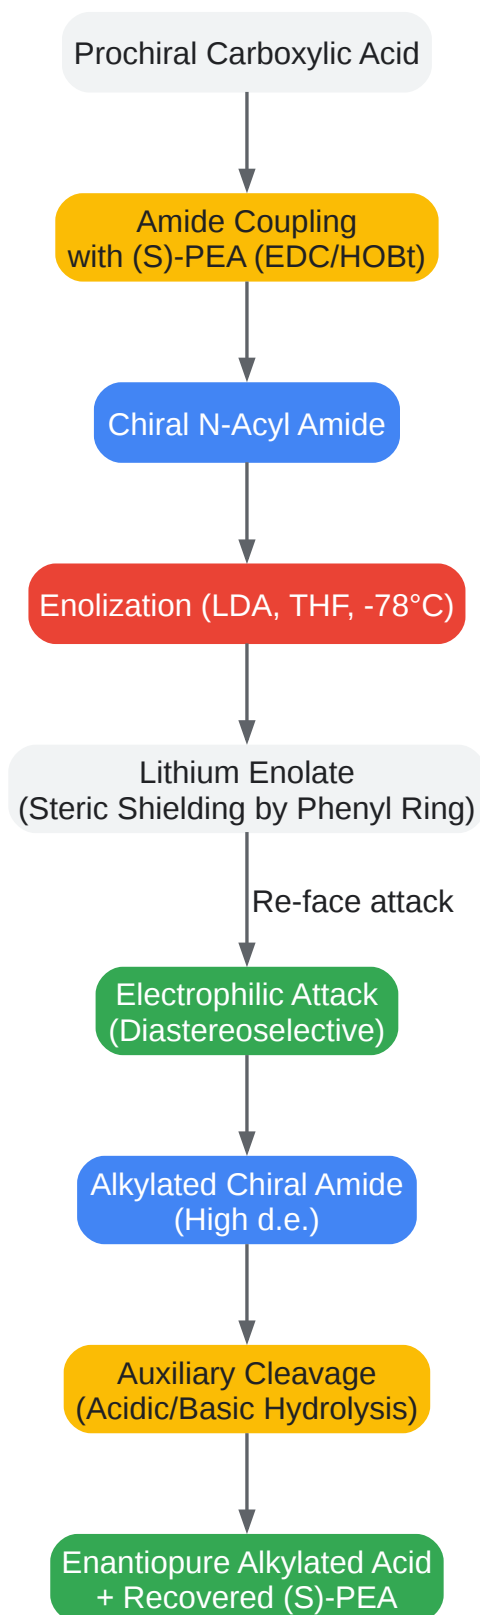 Prochiral Carboxylic Acid
Amide Coupling
with (S)-PEA (EDC/HOBt)
Chiral N-Acyl Amide
Enolization (LDA, THF, -78°C)
Lithium Enolate
(Steric Shielding by Phenyl Ring)
Re-face attack
Electrophilic Attack
(Diastereoselective)
Alkylated Chiral Amide
(High d.e.)
Auxiliary Cleavage
(Acidic/Basic Hydrolysis)
Enantiopure Alkylated Acid
+ Recovered (S)-PEA